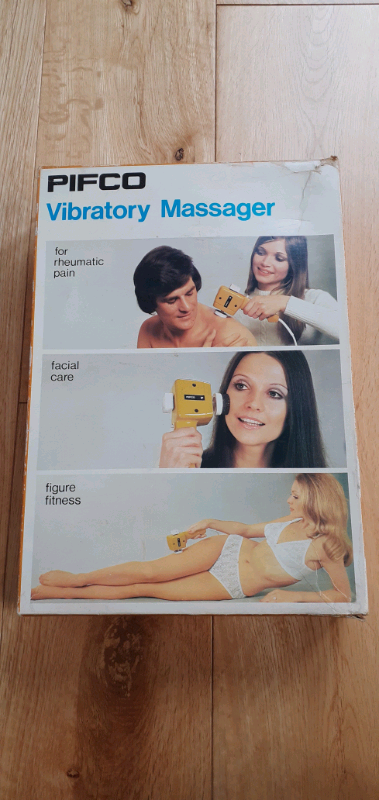 PIFCO
Vibratory Massager
for
rheumatic
pain
facial
care
figure
fitness